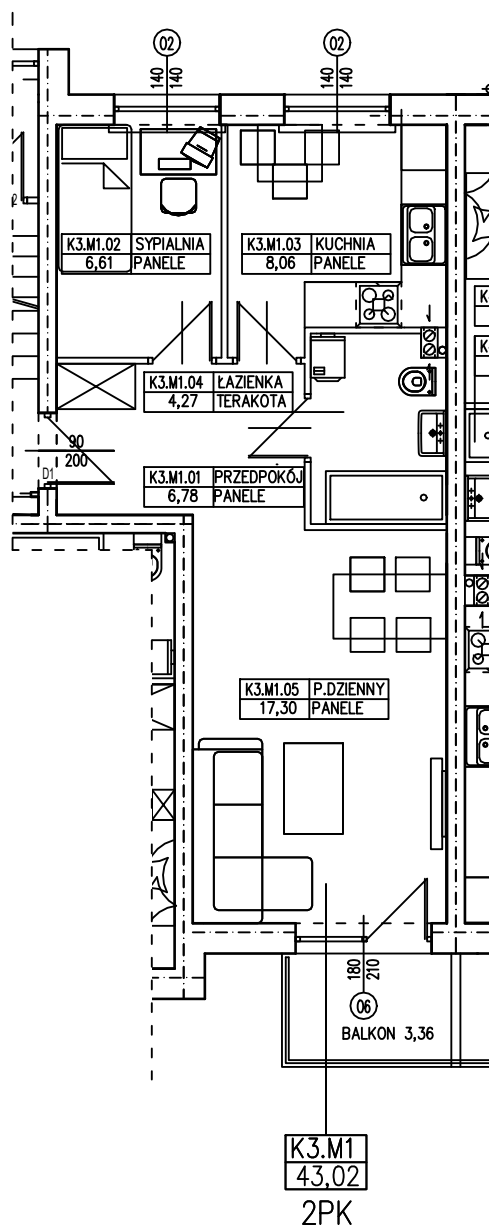 02
02
140
140
140
140
K3.M1.02 SYPIALNIA
6,61 PANELE
K3.M1.03 KUCHNIA
8,06 PANELE
K
K
K3.M1.04 ŁAZIENKA
4,27 TERAKOTA
90
200
D1
K3.M1.01 PRZEDPOKÓJ
6,78 PANELE
K3.M1.05 P.DZIENNY
17,30 PANELE
180
210
06
BALKON 3,36
K3.M1
43,02
2PK